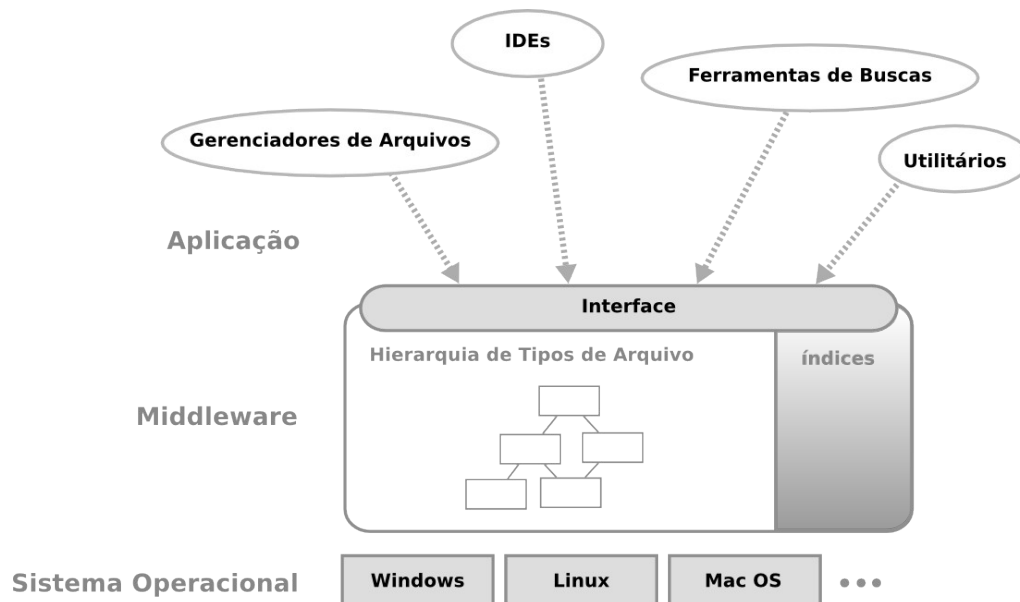 IDEs
Ferramentas de Buscas
Gerenciadores de Arquivos
Utilitários
Aplicação
Interface
Hierarquia de Tipos de Arquivo
índices
Middleware
Sistema Operacional
Windows
Linux
Mac OS